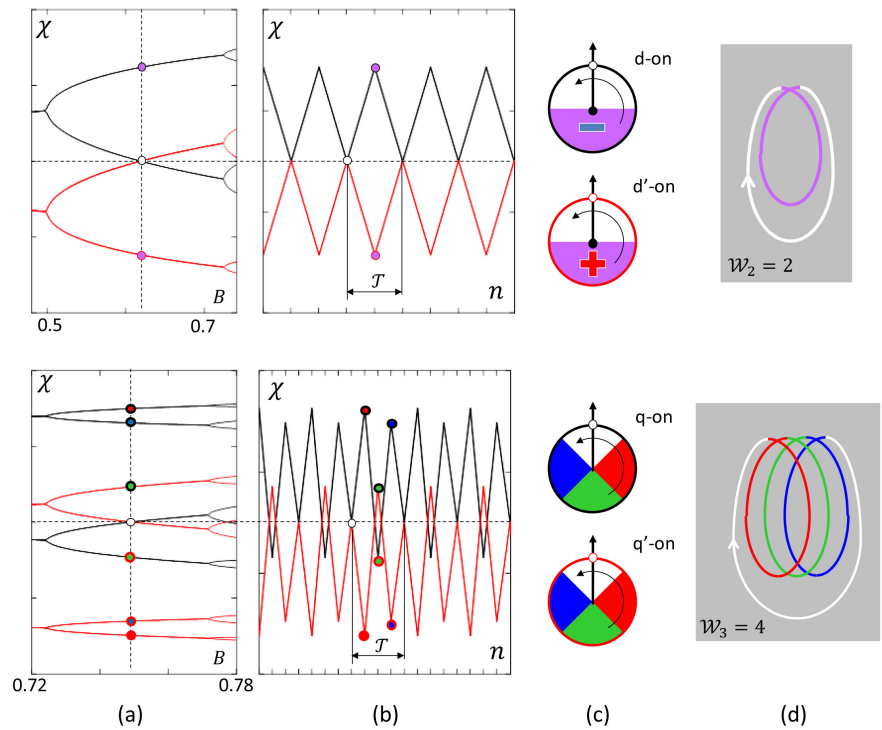 χ
B
0.5
0.7
χ
𝒯
n
d-on
d’-on
𝒲₂ = 2
χ
B
0.72
0.78
χ
𝒯
n
q-on
q’-on
𝒲₃ = 4
(a)
(b)
(c)
(d)